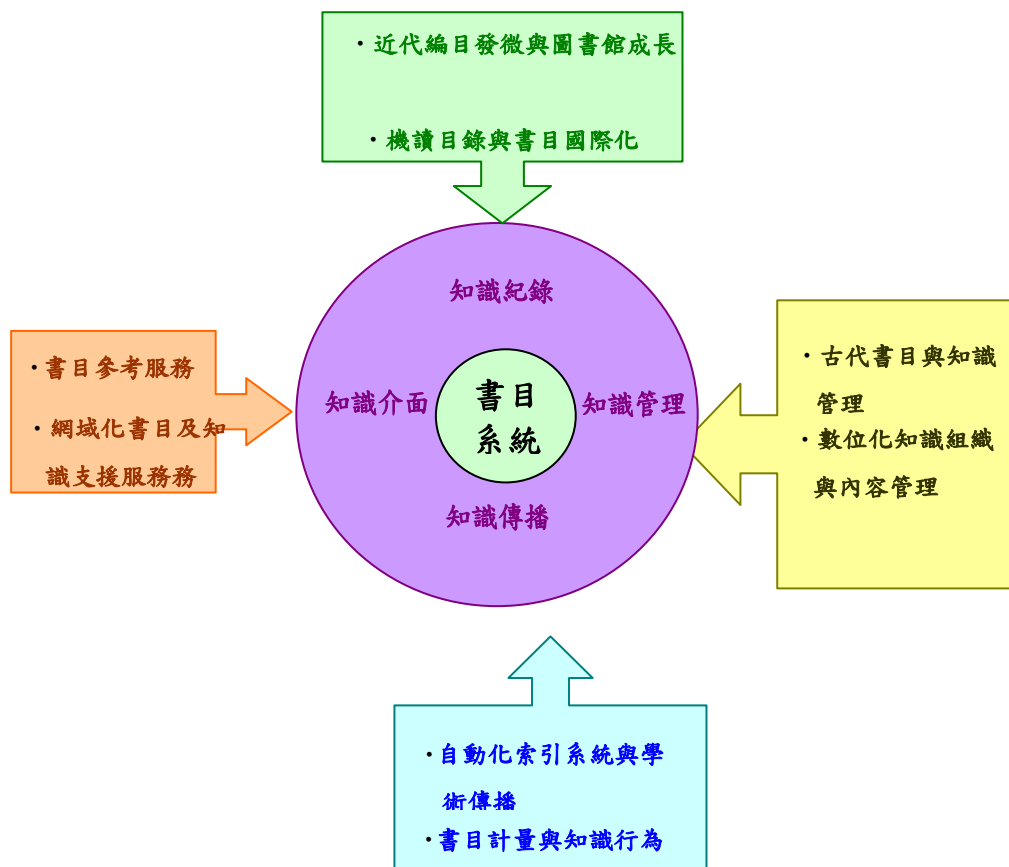 ・近代編目發微與圖書館成長
・機讀目錄與書目國際化
知識紀錄
・書目參考服務
・網域化書目及知
識支援服務務
知識介面
書目
系統
知識管理
・古代書目與知識
管理
・數位化知識組織
與內容管理
知識傳播
・自動化索引系統與學
術傳播
・書目計量與知識行為